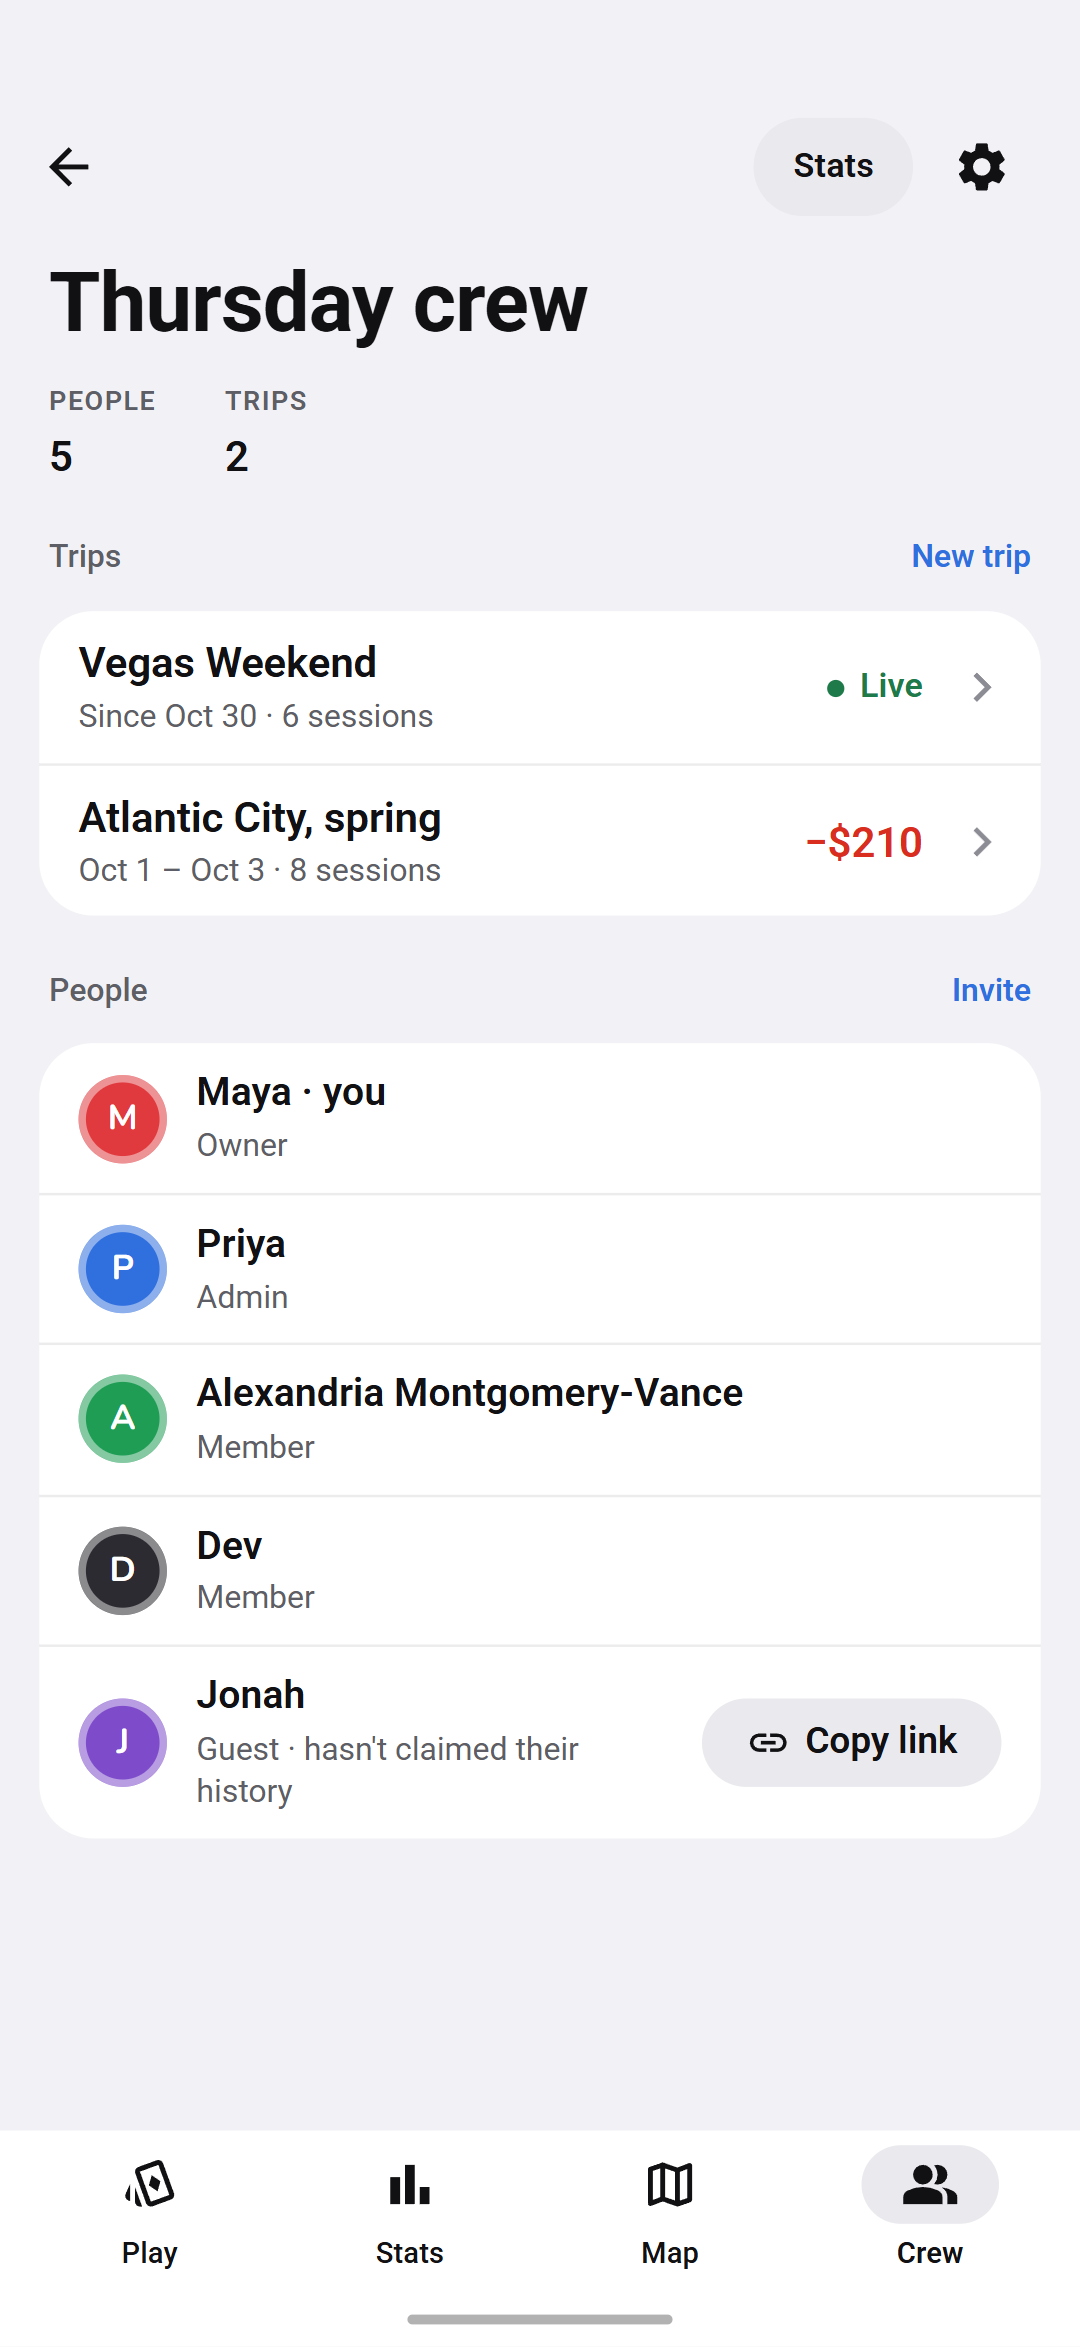 Stats
Thursday crew
PEOPLE TRIPS
5 2
Trips New trip
Vegas Weekend
Since Oct 30 · 6 sessions
Live
Atlantic City, spring
Oct 1 – Oct 3 · 8 sessions
−$210
People Invite
M
Maya · you
Owner
P
Priya
Admin
A
Alexandria Montgomery-Vance
Member
D
Dev
Member
J
Jonah
Guest · hasn't claimed their
history
Copy link
Play Stats Map Crew